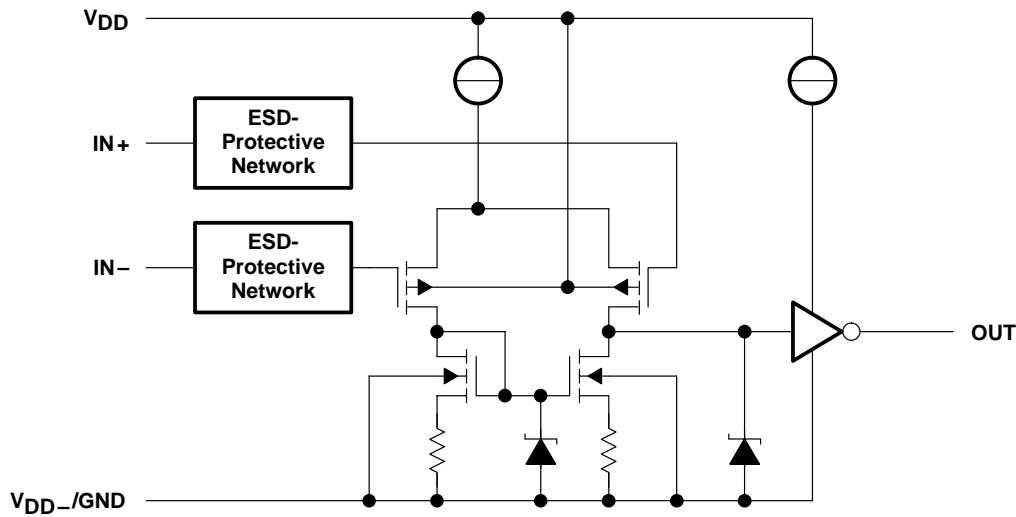 VDD
ESD-
Protective
Network
IN+
ESD-
Protective
Network
IN–
OUT
VDD–/GND